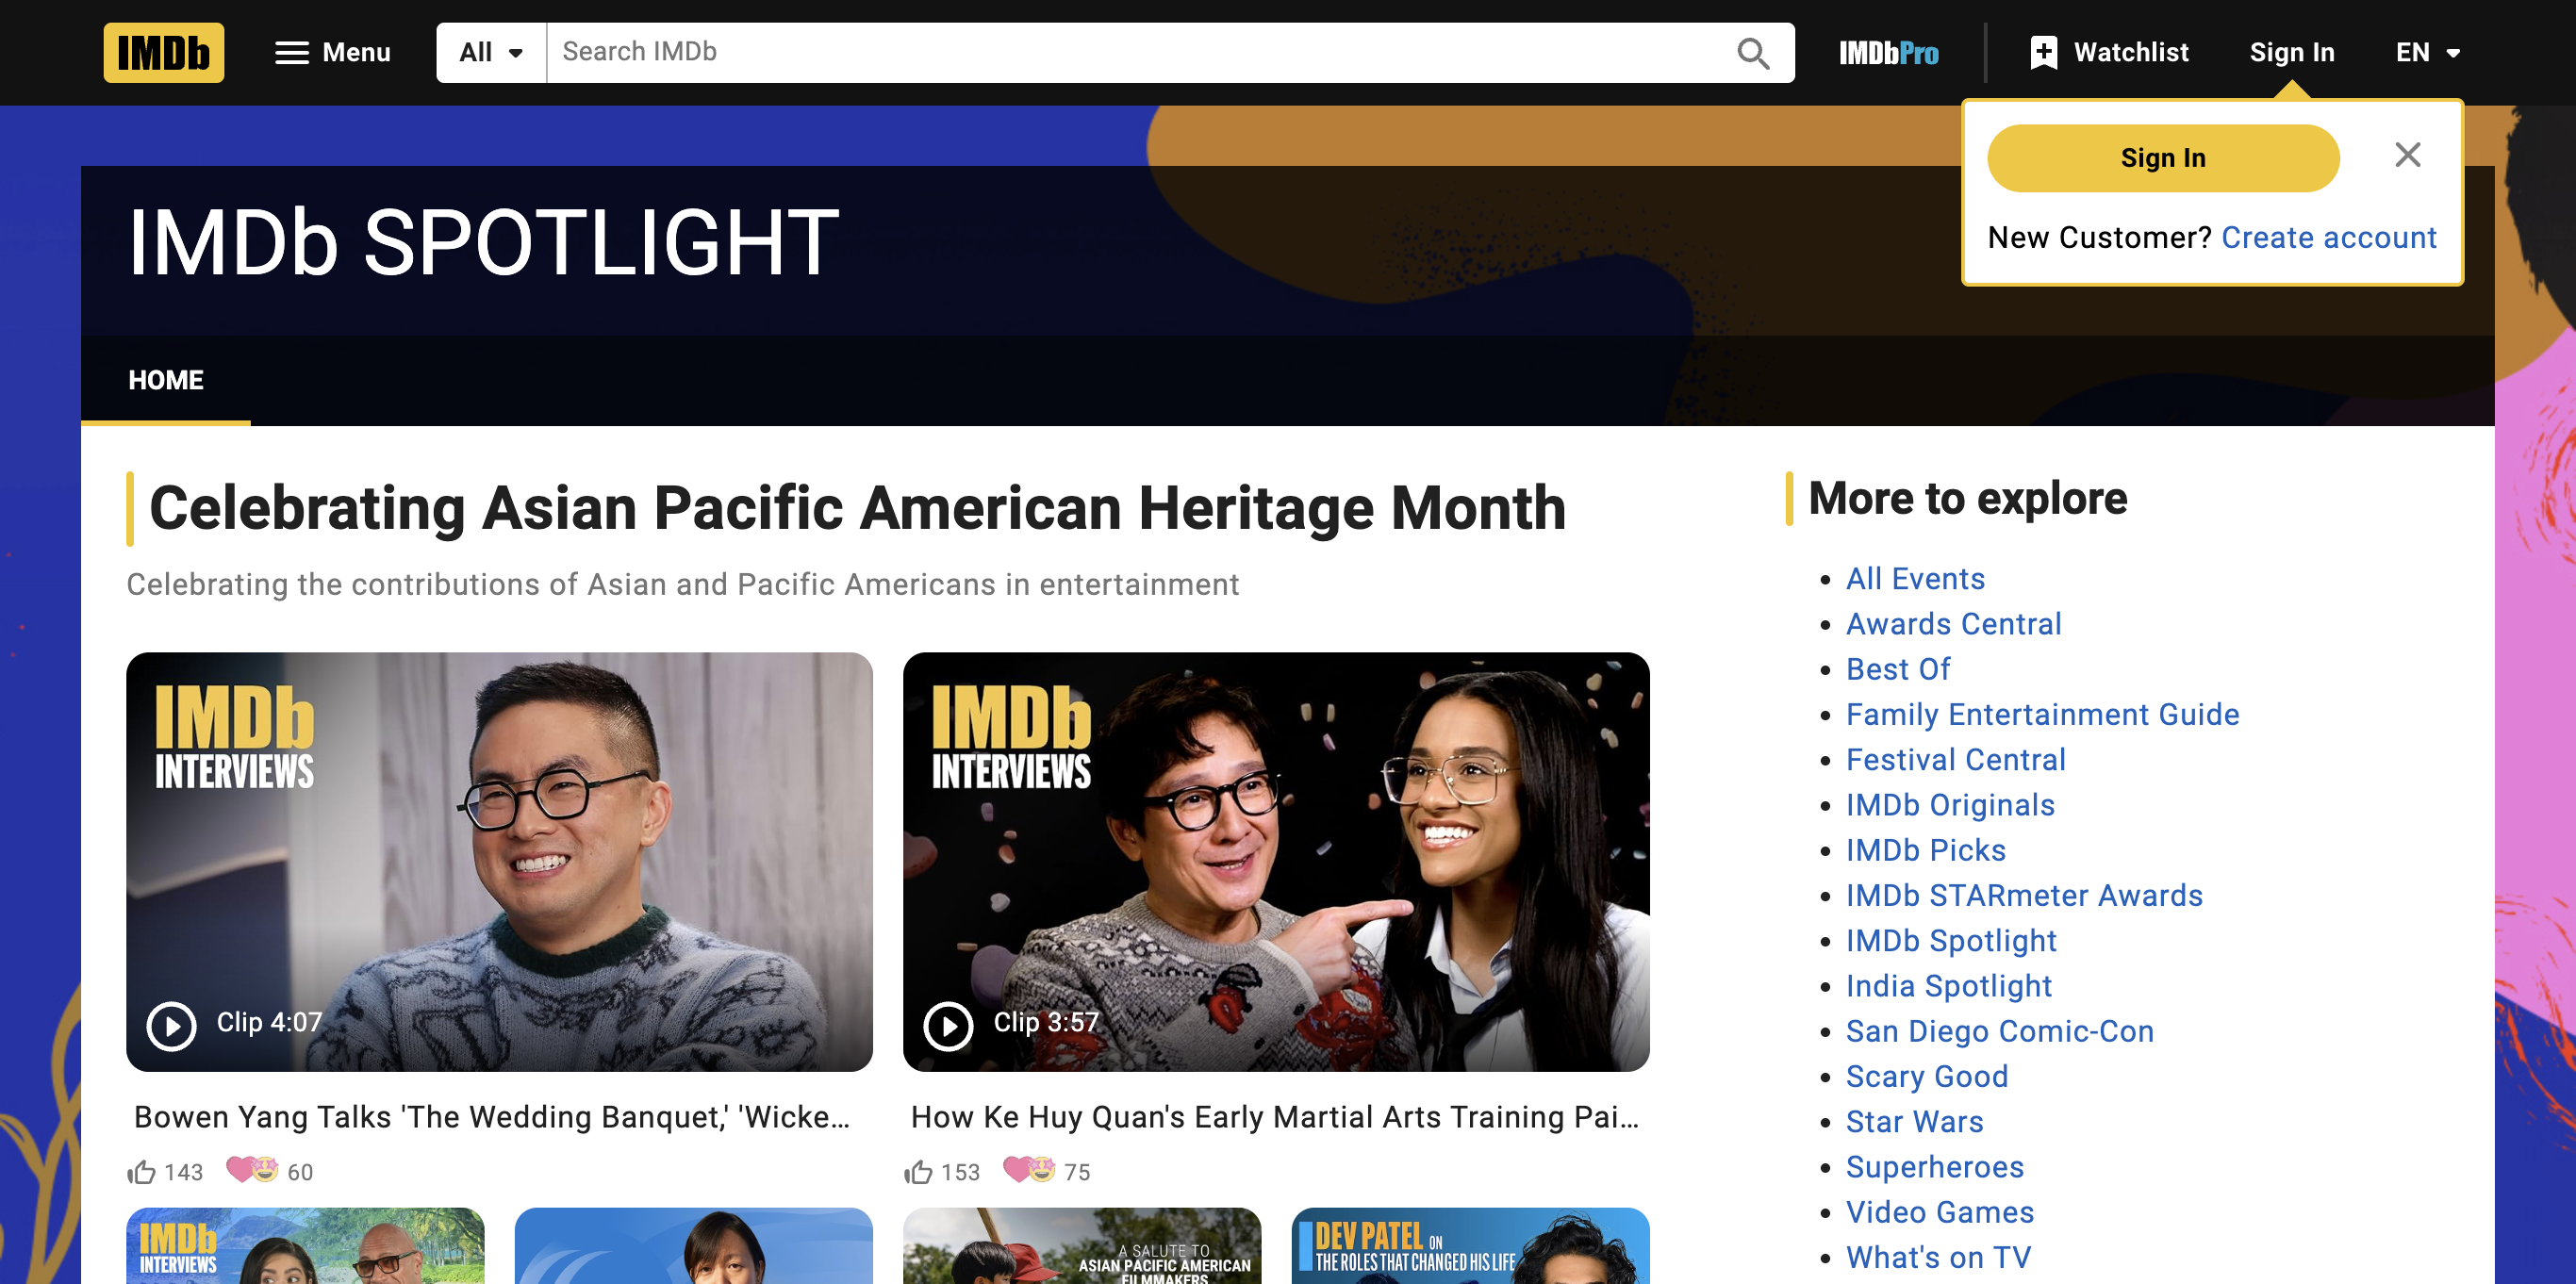 IMDb
Menu
All
Search IMDb
IMDbPro
Watchlist
Sign In
EN
Sign In
New Customer? Create account
IMDb SPOTLIGHT
HOME
Celebrating Asian Pacific American Heritage Month
Celebrating the contributions of Asian and Pacific Americans in entertainment
IMDb
INTERVIEWS
Clip 4:07
Bowen Yang Talks 'The Wedding Banquet,' 'Wicke...
143
60
IMDb
INTERVIEWS
Clip 3:57
How Ke Huy Quan's Early Martial Arts Training Pai...
153
75
IMDb
INTERVIEWS
A SALUTE TO
ASIAN PACIFIC AMERICAN
FILMMAKERS
DEV PATEL ON
THE ROLES THAT CHANGED HIS LIFE
More to explore
All Events
Awards Central
Best Of
Family Entertainment Guide
Festival Central
IMDb Originals
IMDb Picks
IMDb STARmeter Awards
IMDb Spotlight
India Spotlight
San Diego Comic-Con
Scary Good
Star Wars
Superheroes
Video Games
What's on TV